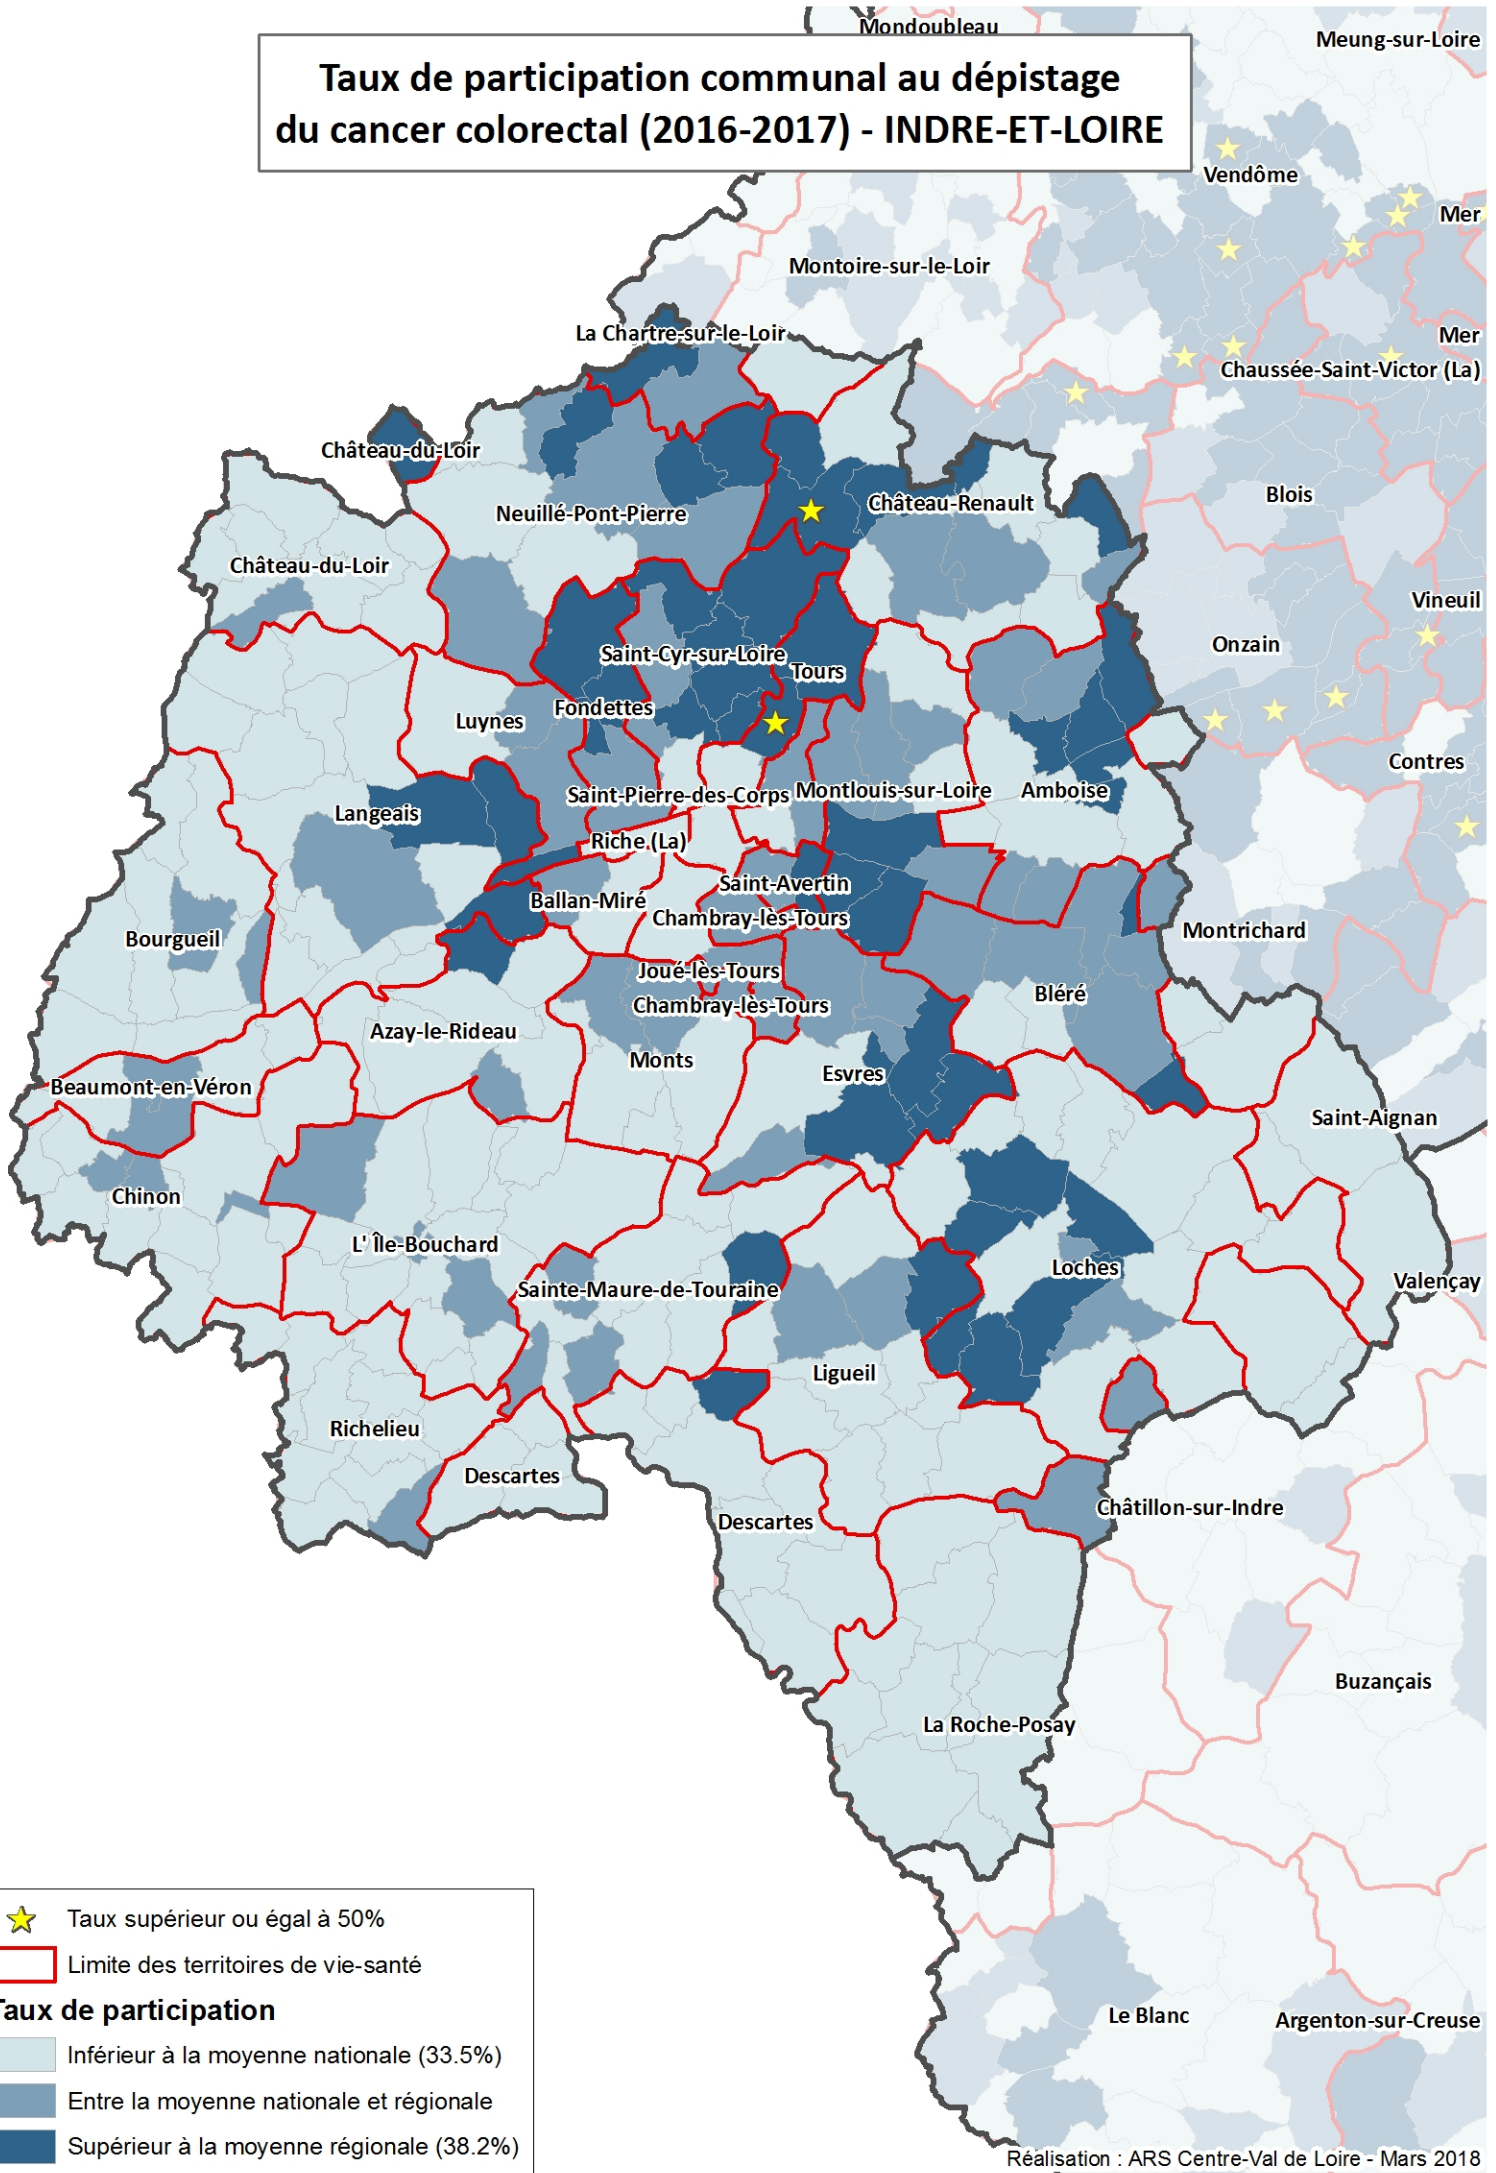 Mondoubleau
Meung-sur-Loire
Taux de participation communal au dépistage
du cancer colorectal (2016-2017) - INDRE-ET-LOIRE
Vendôme
Mer
Montoire-sur-le-Loir
La Chartre-sur-le-Loir
Mer
Chaussée-Saint-Victor (La)
Château-du-Loir
Blois
Château-Renault
Neuillé-Pont-Pierre
Château-du-Loir
Vineuil
Onzain
Saint-Cyr-sur-Loire
Tours
Fondettes
Luynes
Contres
Saint-Pierre-des-Corps
Montlouis-sur-Loire
Amboise
Langeais
Riche (La)
Saint-Avertin
Ballan-Miré
Chambray-lès-Tours
Montrichard
Bourgueil
Joué-lès-Tours
Bléré
Chambray-lès-Tours
Azay-le-Rideau
Monts
Esvres
Beaumont-en-Véron
Saint-Aignan
Chinon
L' Île-Bouchard
Loches
Valençay
Sainte-Maure-de-Touraine
Ligueil
Richelieu
Descartes
Châtillon-sur-Indre
Descartes
Buzançais
La Roche-Posay
Taux supérieur ou égal à 50%
Limite des territoires de vie-santé
Taux de participation
Inférieur à la moyenne nationale (33.5%)
Entre la moyenne nationale et régionale
Supérieur à la moyenne régionale (38.2%)
Le Blanc
Argenton-sur-Creuse
Réalisation : ARS Centre-Val de Loire - Mars 2018